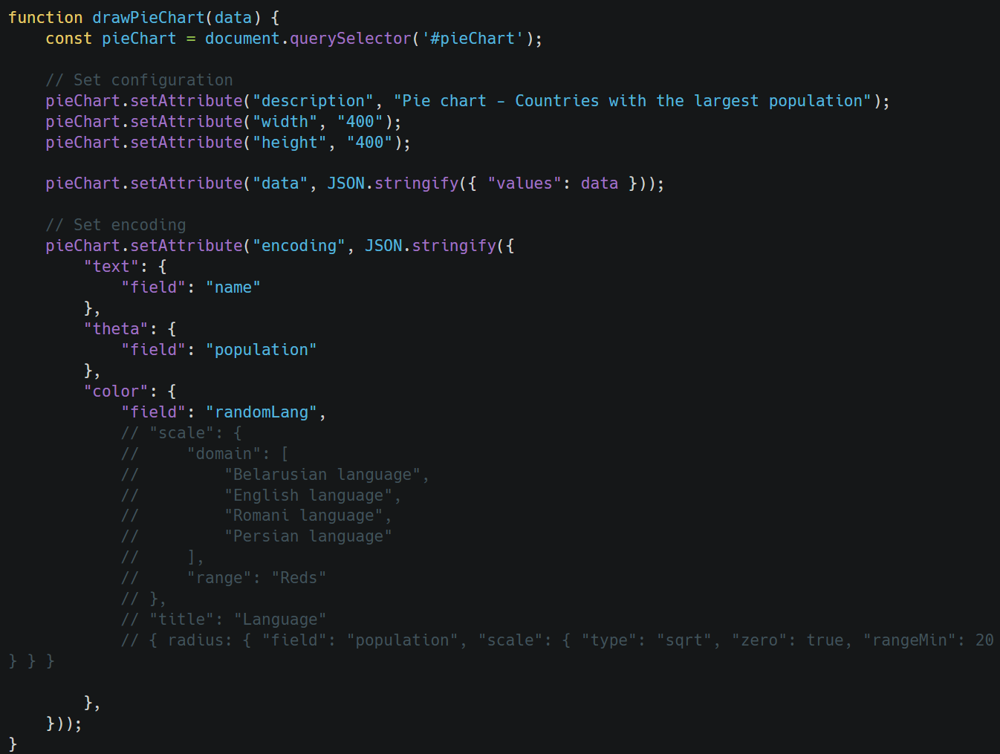 function drawPieChart(data) {
    const pieChart = document.querySelector('#pieChart');

    // Set configuration
    pieChart.setAttribute("description", "Pie chart - Countries with the largest population");
    pieChart.setAttribute("width", "400");
    pieChart.setAttribute("height", "400");

    pieChart.setAttribute("data", JSON.stringify({ "values": data }));

    // Set encoding
    pieChart.setAttribute("encoding", JSON.stringify({
        "text": {
            "field": "name"
        },
        "theta": {
            "field": "population"
        },
        "color": {
            "field": "randomLang",
            // "scale": {
            //     "domain": [
            //         "Belarusian language",
            //         "English language",
            //         "Romani language",
            //         "Persian language"
            //     ],
            //     "range": "Reds"
            // },
            // "title": "Language"
            // { radius: { "field": "population", "scale": { "type": "sqrt", "zero": true, "rangeMin": 20
} } }

        },
    }));
}